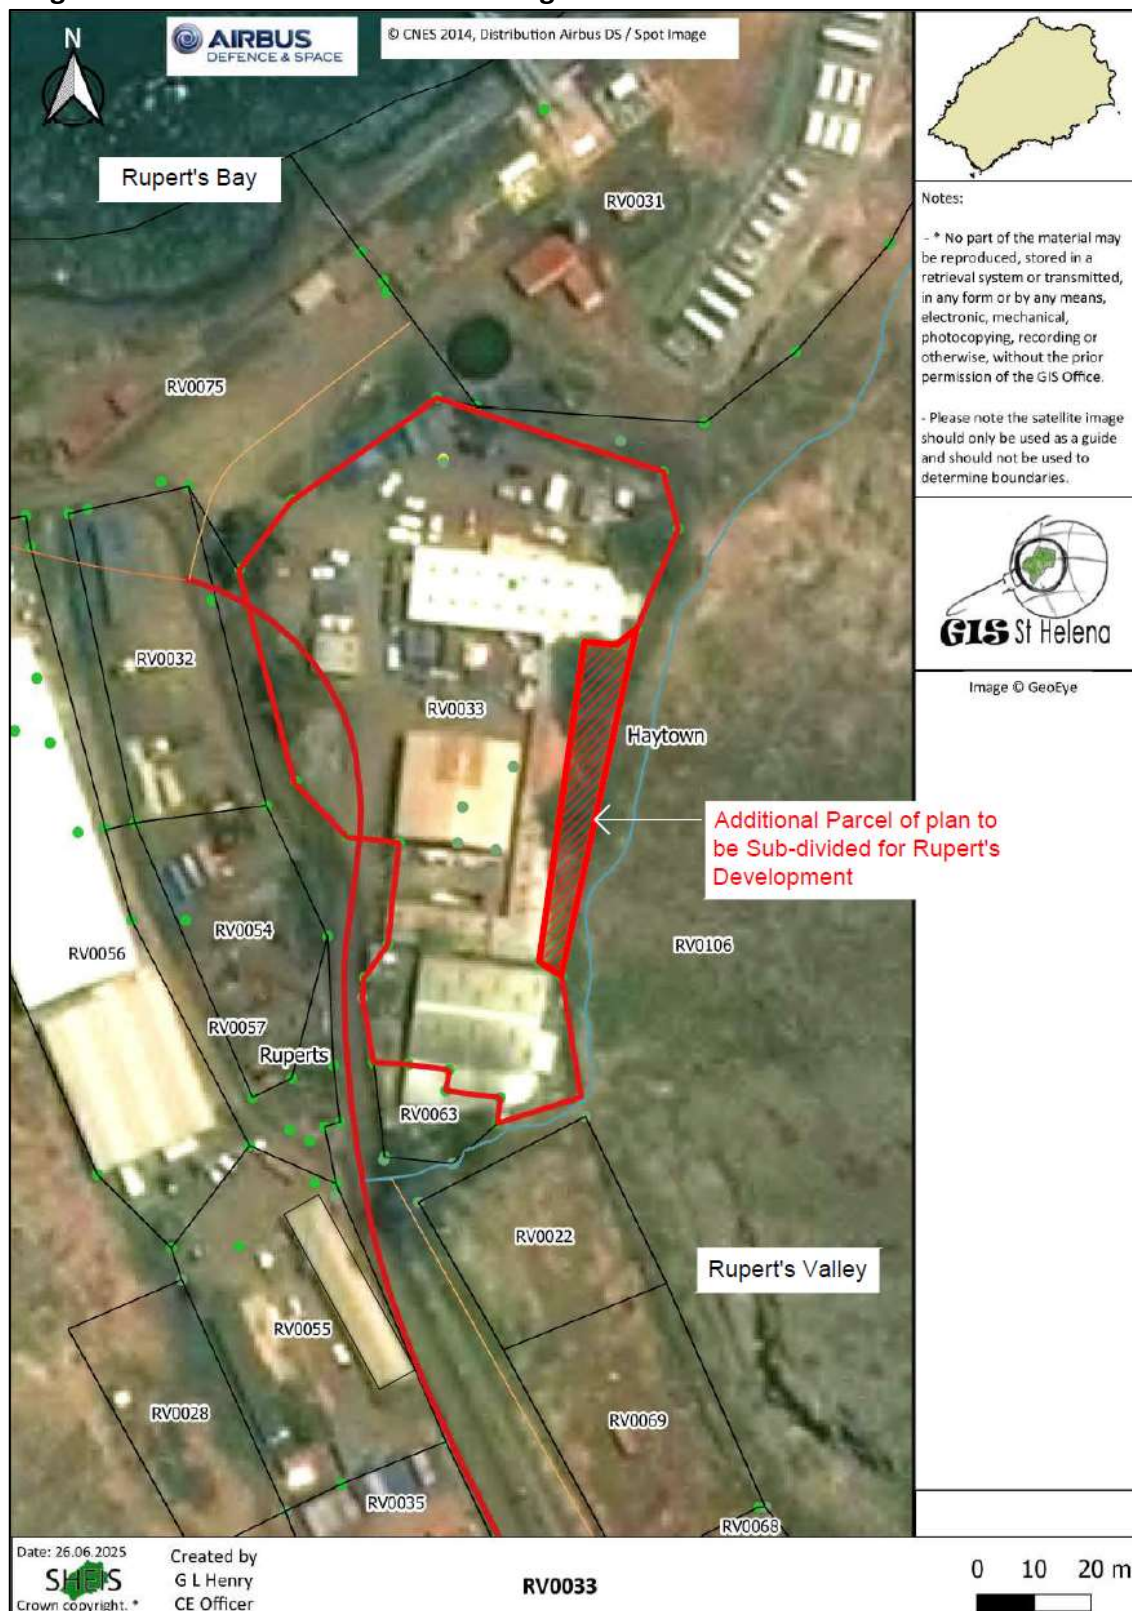 N
AIRBUS
DEFENCE & SPACE
© CNES 2014, Distribution Airbus DS / Spot Image
Rupert's Bay
RV0031
RV0075
RV0032
RV0033
Haytown
Additional Parcel of plan to
be Sub-divided for Rupert's
Development
RV0054
RV0056
RV0106
RV0057
Ruperts
RV0063
RV0022
Rupert's Valley
RV0055
RV0028
RV0069
RV0035
RV0068
Notes:
- * No part of the material may
be reproduced, stored in a
retrieval system or transmitted,
in any form or by any means,
electronic, mechanical,
photocopying, recording or
otherwise, without the prior
permission of the GIS Office.
- Please note the satellite image
should only be used as a guide
and should not be used to
determine boundaries.
GIS St Helena
Image © GeoEye
Date: 26.06.2025
SHEIS
Crown copyright. *
Created by
G L Henry
CE Officer
RV0033
0 10 20 m